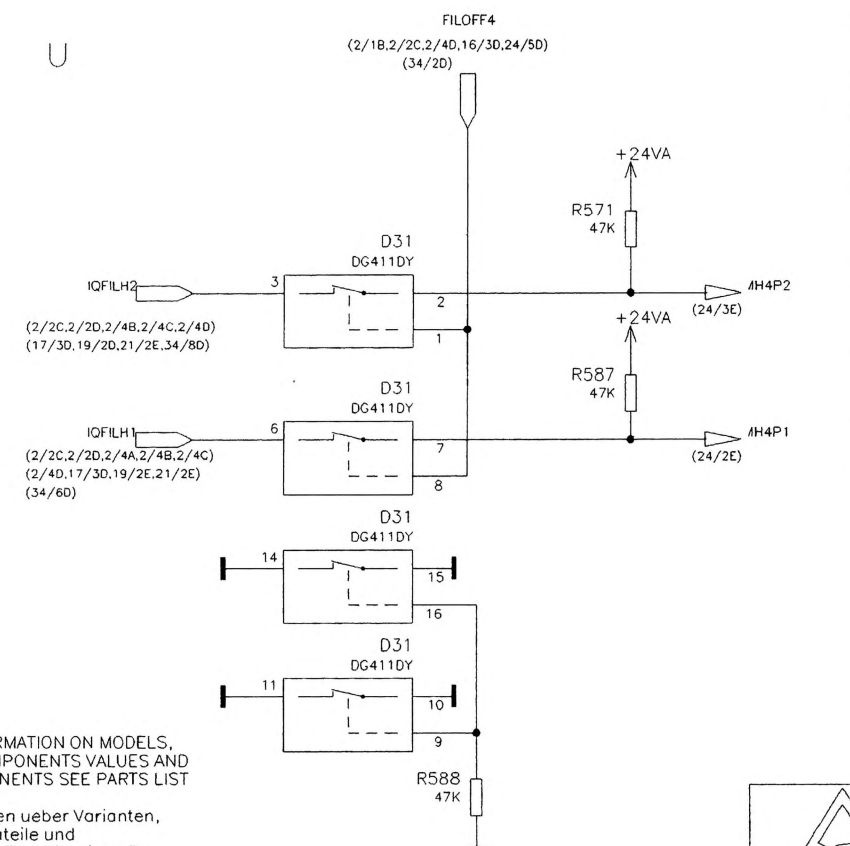 FILOFF4
(2/1B,2/2C,2/4D,16/3D,24/5D)
(34/2D)
U
+24VA
R571
47K
D31
DG411DY
IQFILH2
3
2
1
/IH4P2
(24/3E)
(2/2C,2/2D,2/4B,2/4C,2/4D)
(17/3D,19/2D,21/2E,34/8D)
+24VA
R587
47K
D31
DG411DY
IQFILH1
6
7
8
/IH4P1
(24/2E)
(2/2C,2/2D,2/4A,2/4B,2/4C)
(2/4D,17/3D,19/2E,21/2E)
(34/6D)
D31
DG411DY
14
15
16
D31
DG411DY
11
10
9
RMATION ON MODELS,
IPONENTS VALUES AND
NENTS SEE PARTS LIST
R588
47K
en ueber Varianten,
teile und